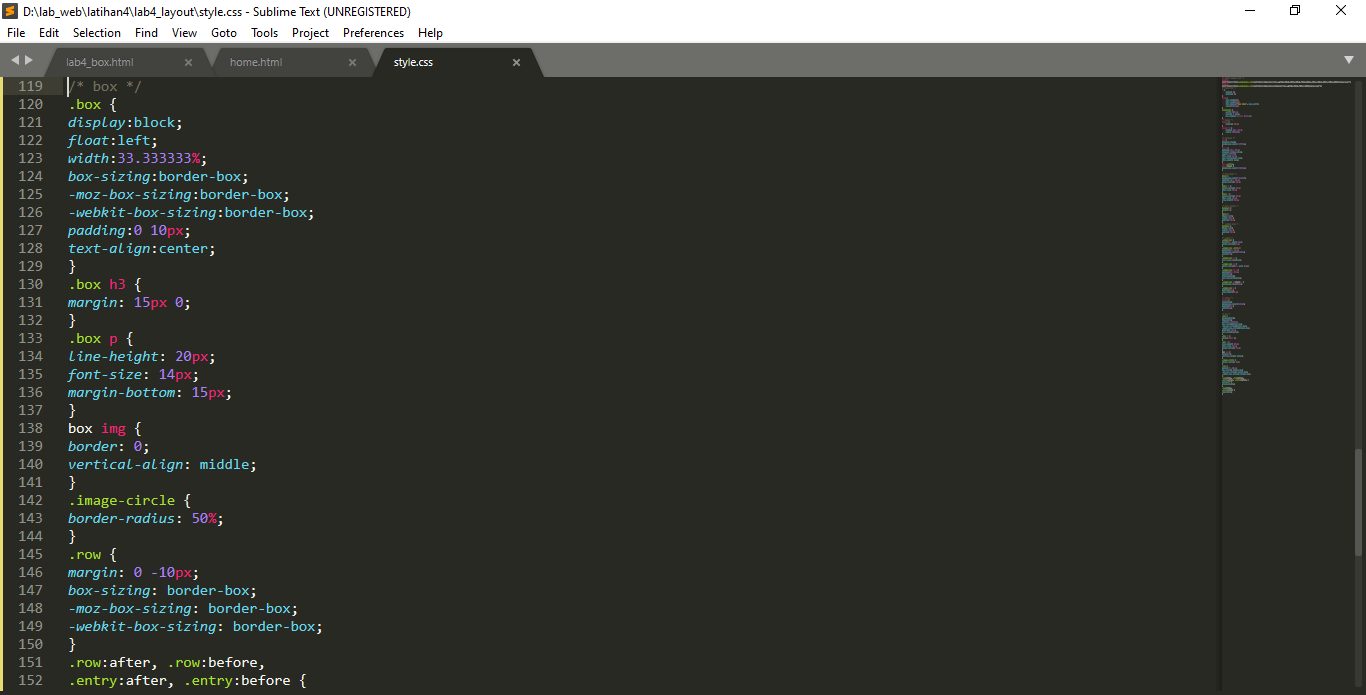 D:\lab_web\latihan4\lab4_layout\style.css - Sublime Text (UNREGISTERED)
File Edit Selection Find View Goto Tools Project Preferences Help
lab4_box.html × home.html × style.css ×
119 /* box */
120 .box {
121 display:block;
122 float:left;
123 width:33.333333%;
124 box-sizing:border-box;
125 -moz-box-sizing:border-box;
126 -webkit-box-sizing:border-box;
127 padding:0 10px;
128 text-align:center;
129 }
130 .box h3 {
131 margin: 15px 0;
132 }
133 .box p {
134 line-height: 20px;
135 font-size: 14px;
136 margin-bottom: 15px;
137 }
138 box img {
139 border: 0;
140 vertical-align: middle;
141 }
142 .image-circle {
143 border-radius: 50%;
144 }
145 .row {
146 margin: 0 -10px;
147 box-sizing: border-box;
148 -moz-box-sizing: border-box;
149 -webkit-box-sizing: border-box;
150 }
151 .row:after, .row:before,
152 .entry:after, .entry:before {